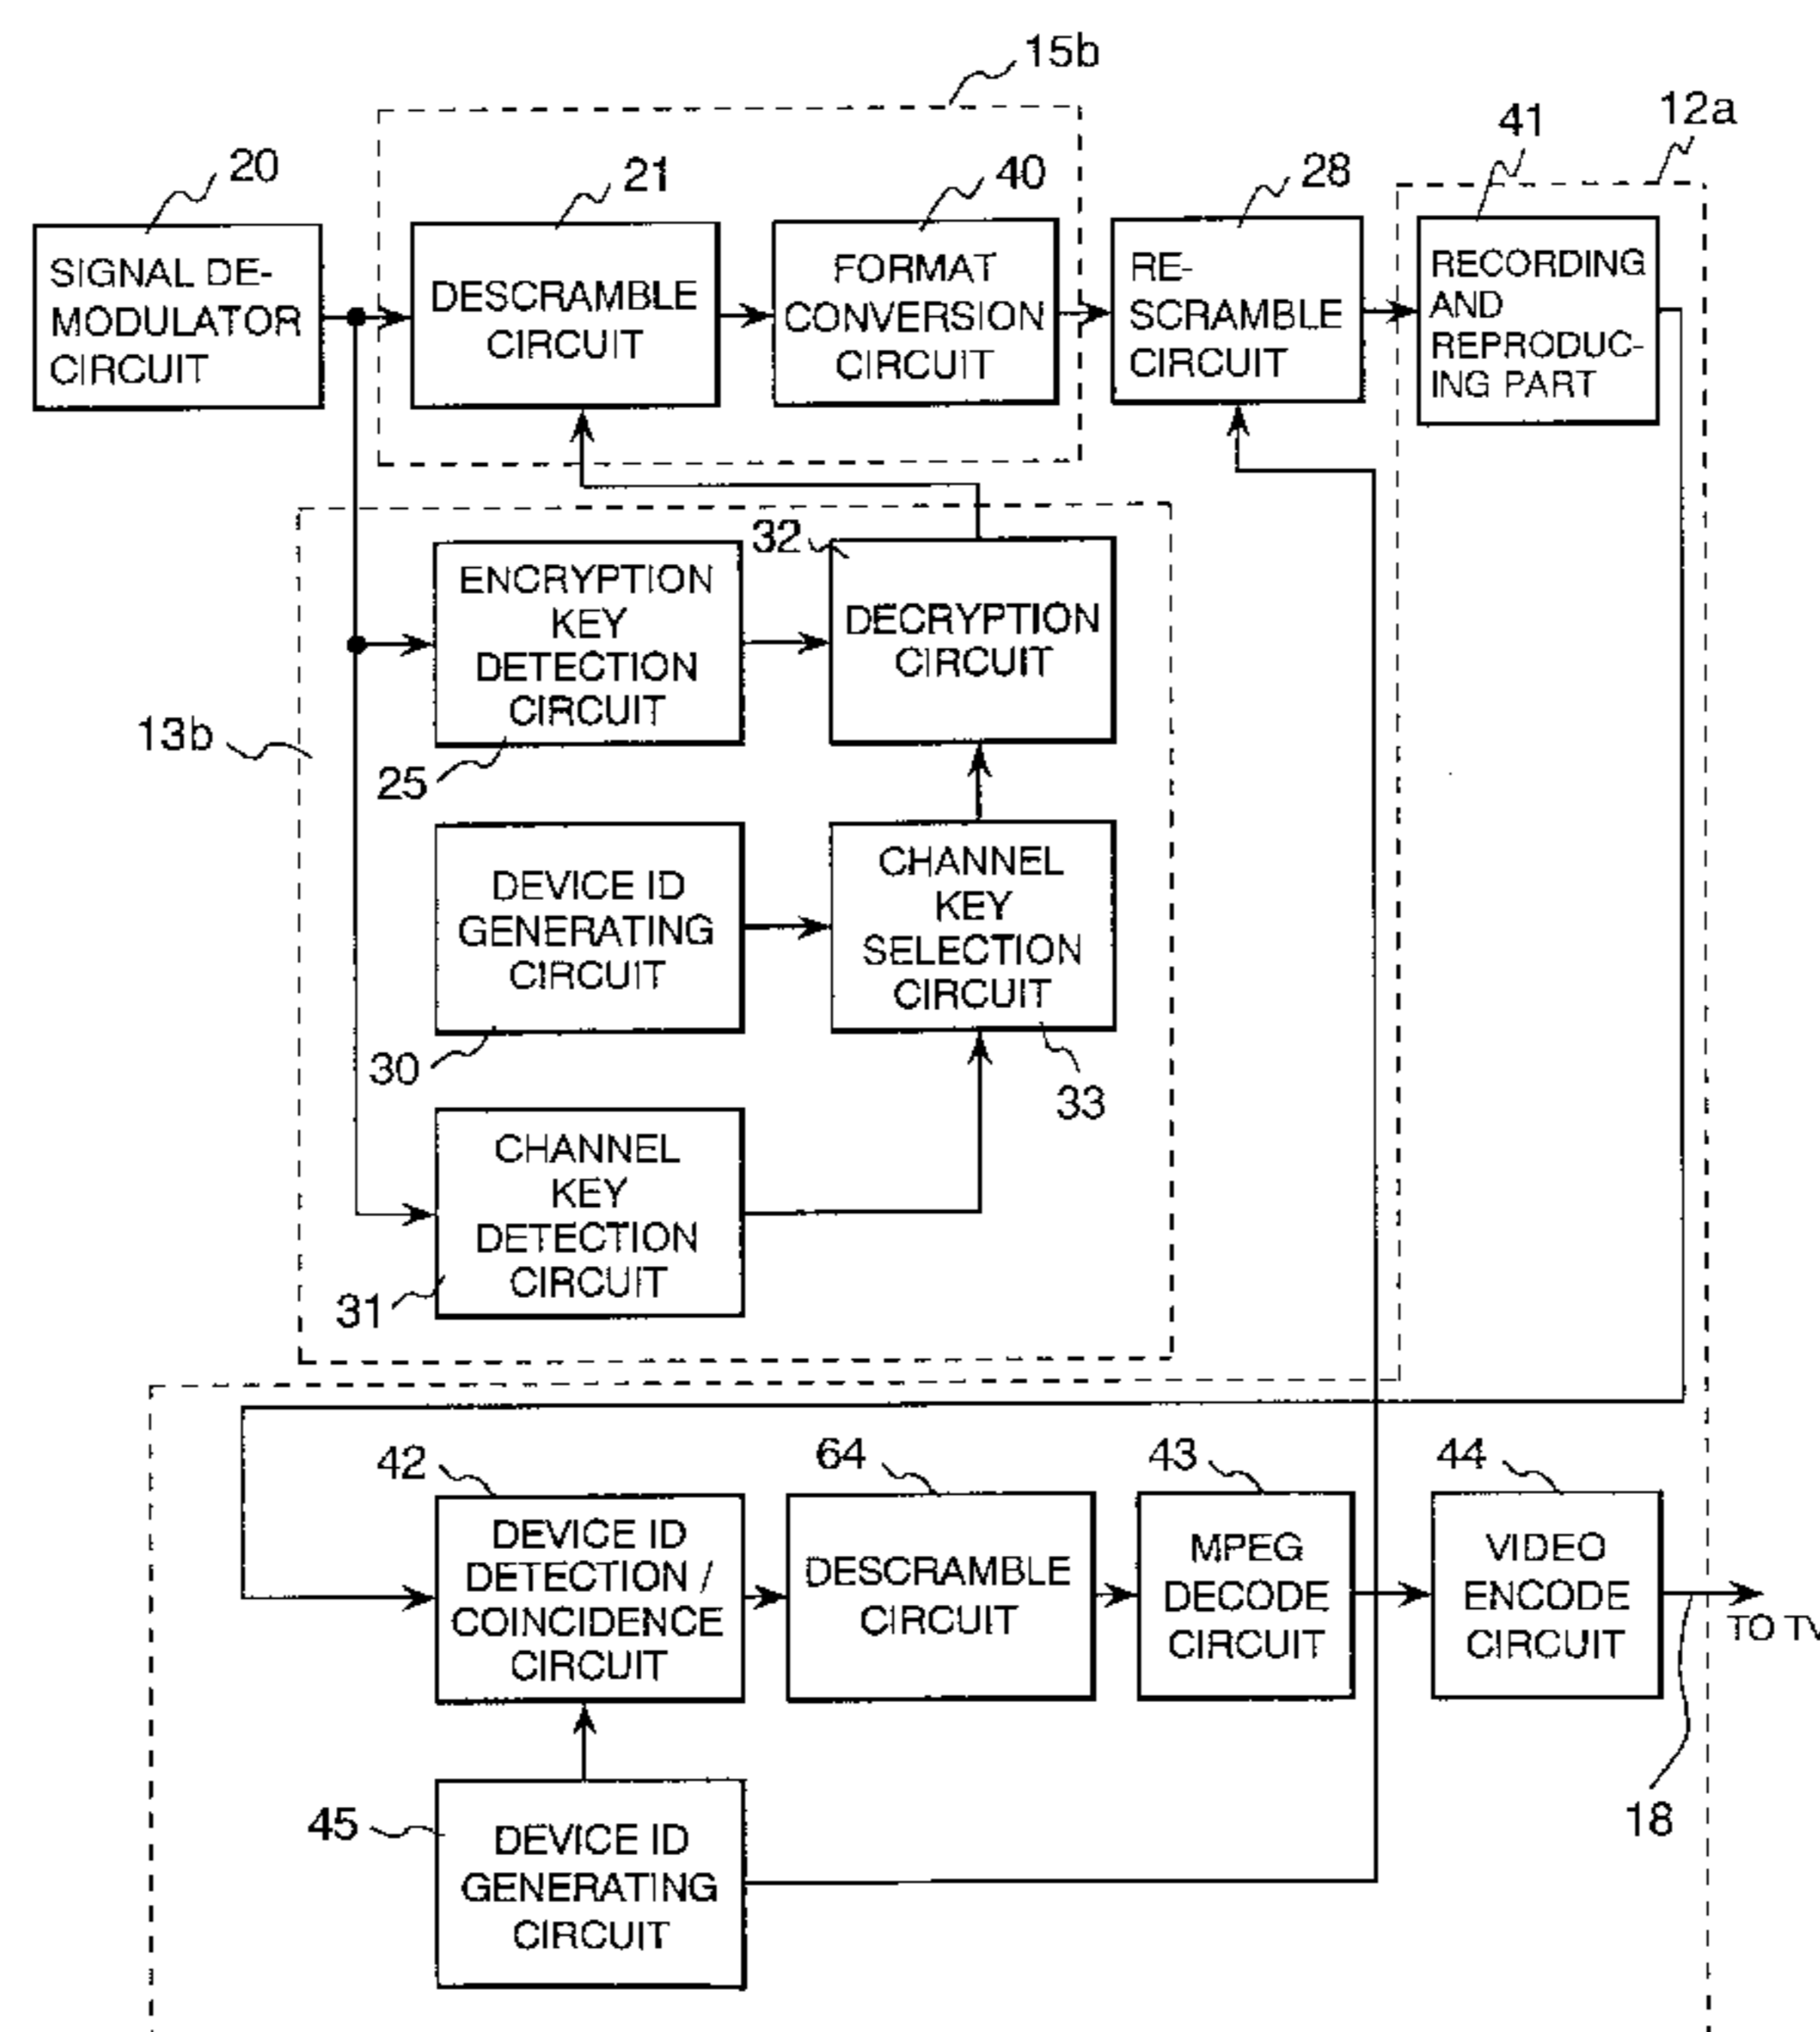 15b
12a
41
20
21
40
28
SIGNAL DE-
MODULATOR
CIRCUIT
DESCRAMBLE
CIRCUIT
FORMAT
CONVERSION
CIRCUIT
RE-
SCRAMBLE
CIRCUIT
RECORDING
AND
REPRODUC-
ING PART
32
ENCRYPTION
KEY
DETECTION
CIRCUIT
DECRYPTION
CIRCUIT
13b
25
DEVICE ID
GENERATING
CIRCUIT
CHANNEL
KEY
SELECTION
CIRCUIT
30
33
CHANNEL
KEY
DETECTION
CIRCUIT
31
42
64
43
44
DEVICE ID
DETECTION /
COINCIDENCE
CIRCUIT
DESCRAMBLE
CIRCUIT
MPEG
DECODE
CIRCUIT
VIDEO
ENCODE
CIRCUIT
TO TV
18
45
DEVICE ID
GENERATING
CIRCUIT